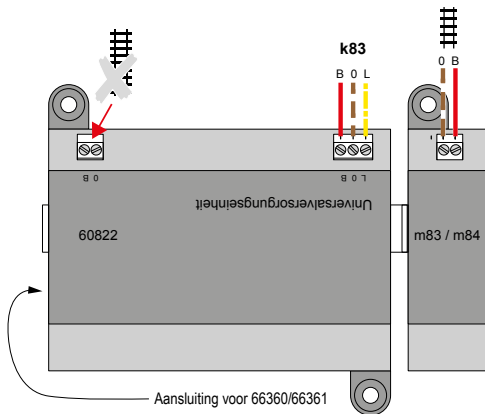 k83
B 0 L
0 B
B 0
B 0 L
Universalversorgungseinheit
60822
m83 / m84
Aansluiting voor 66360/66361